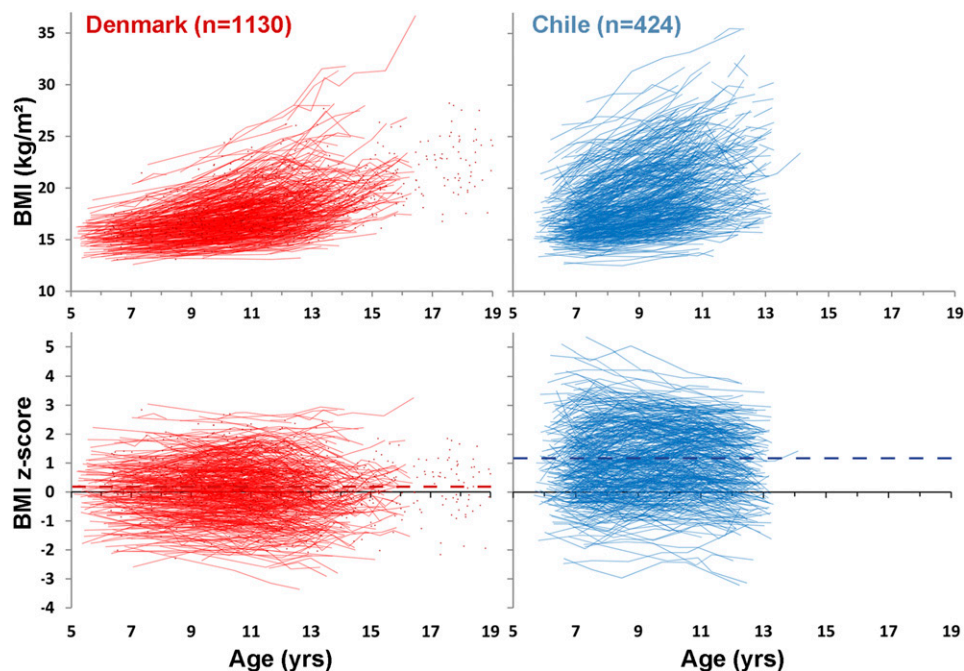 Denmark (n=1130)
Chile (n=424)
BMI (kg/m²)
35
30
25
20
15
10
5 7 9 11 13 15 17 19
5 7 9 11 13 15 17 19
BMI z-score
5
4
3
2
1
0
-1
-2
-3
-4
5 7 9 11 13 15 17 19
5 7 9 11 13 15 17 19
Age (yrs)
Age (yrs)